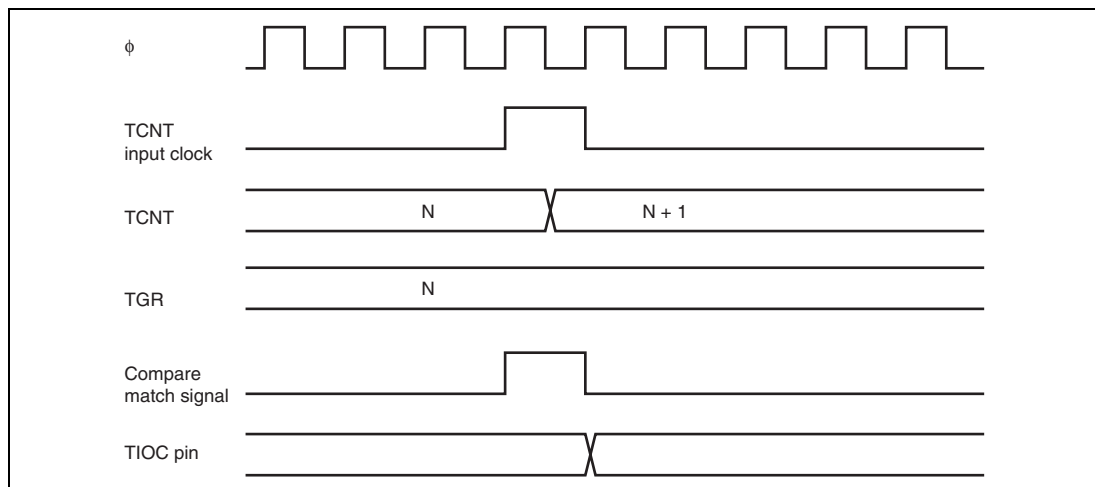 ϕ
TCNT
input clock
TCNT
N
N + 1
TGR
N
Compare
match signal
TIOC pin